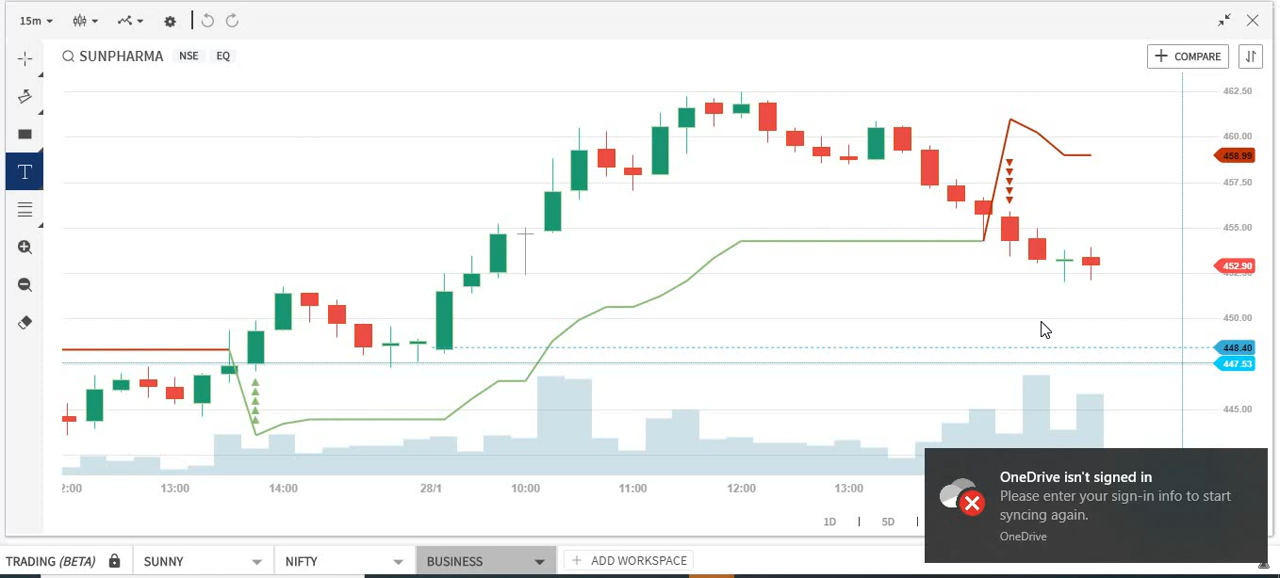 15m
SUNPHARMA NSE EQ
COMPARE
462.50
460.00
458.99
457.50
455.00
452.90
450.00
448.40
447.53
445.00
T
2:00 13:00 14:00 28/1 10:00 11:00 12:00 13:00
1D 5D
OneDrive isn't signed in
Please enter your sign-in info to start
syncing again.
OneDrive
TRADING (BETA) SUNNY NIFTY BUSINESS ADD WORKSPACE